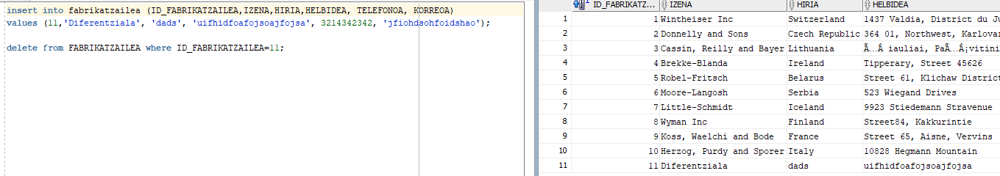 insert into fabrikatzailea (ID_FABRIKATZAILEA,IZENA,HIRIA,HELBIDEA, TELEFONOA, KORREOA)
values (11,'Diferentziala', 'dads', 'uifhidfoafojsoajfojsa', 3214342342, 'jfiohdsohfoidshao');
delete from FABRIKATZAILEA where ID_FABRIKATZAILEA=11;
ID_FABRIKATZ... IZENA HIRIA HELBIDEA
1 1 Wintheiser Inc Switzerland 1437 Valdia, District du
2 2 Donnelly and Sons Czech Republic 364 01, Northwest, Karlovar
3 3 Cassin, Reilly and Bayer Lithuania Ã…Â iauliai, PaÃ…Â¡vitini
4 4 Brekke-Blanda Ireland Tipperary, Street 45626
5 5 Robel-Fritsch Belarus Street 61, Klichaw District
6 6 Moore-Langosh Serbia 523 Wiegand Drives
7 7 Little-Schmidt Iceland 9923 Stiedemann Stravenue
8 8 Wyman Inc Finland Street84, Kakkurintie
9 9 Koss, Waelchi and Bode France Street 65, Aisne, Vervins
10 10 Herzog, Purdy and Sporer Italy 10828 Hegmann Mountain
11 11 Diferentziala dads uifhidfoafojsoajfojsa